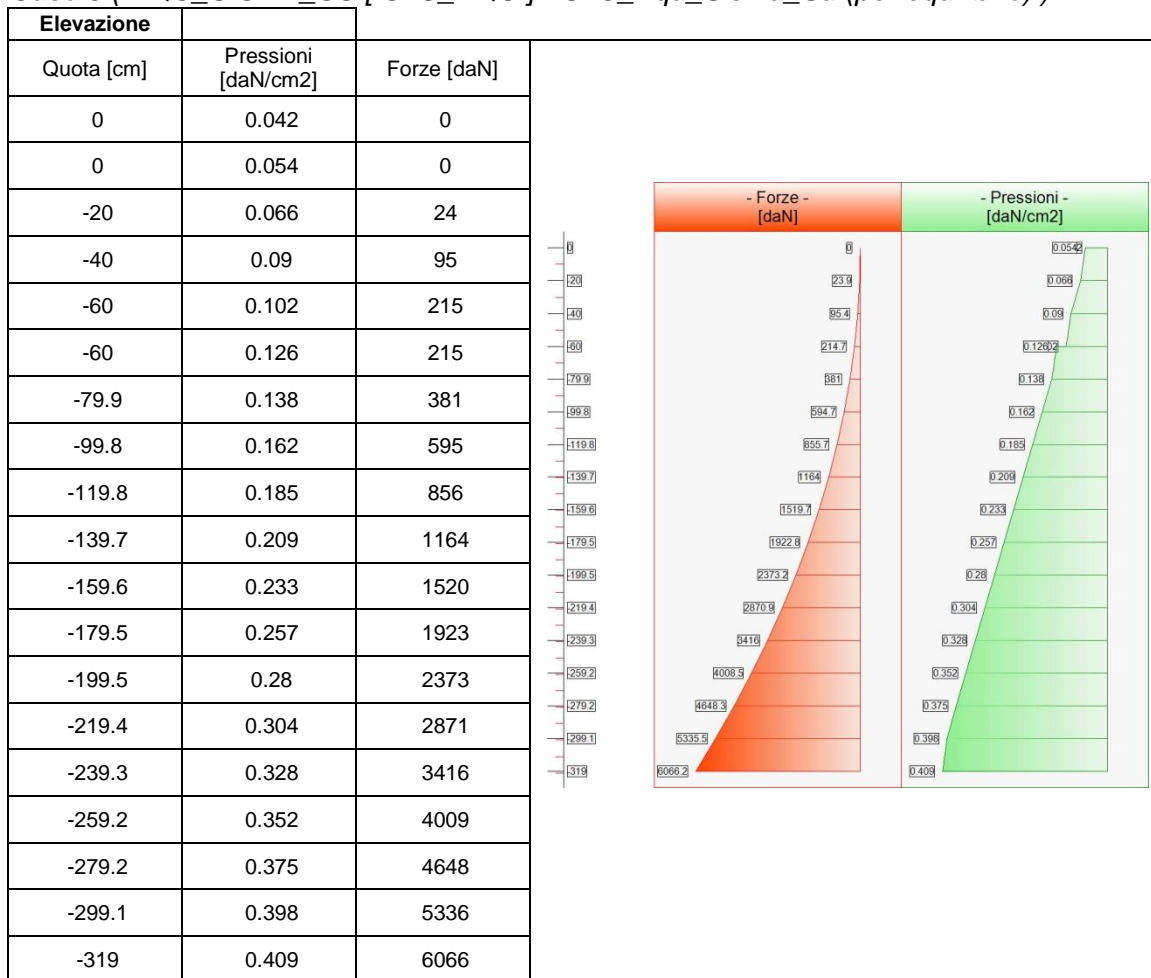 Elevazione
Quota [cm] Pressioni [daN/cm2] Forze [daN]
0 0.042 0
0 0.054 0
-20 0.066 24
-40 0.09 95
-60 0.102 215
-60 0.126 215
-79.9 0.138 381
-99.8 0.162 595
-119.8 0.185 856
-139.7 0.209 1164
-159.6 0.233 1520
-179.5 0.257 1923
-199.5 0.28 2373
-219.4 0.304 2871
-239.3 0.328 3416
-259.2 0.352 4009
-279.2 0.375 4648
-299.1 0.398 5336
-319 0.409 6066
- Forze - [daN]
- Pressioni - [daN/cm2]
0 0 0.054
-20 23.9 0.066
-40 95.4 0.09
-60 214.7 0.126
-79.9 381 0.138
-99.8 594.7 0.162
-119.8 855.7 0.185
-139.7 1164 0.209
-159.6 1519.7 0.233
-179.5 1922.8 0.257
-199.5 2373.2 0.28
-219.4 2870.9 0.304
-239.3 3416 0.328
-259.2 4008.5 0.352
-279.2 4648.3 0.375
-299.1 5335.5 0.398
-319 6066.2 0.409